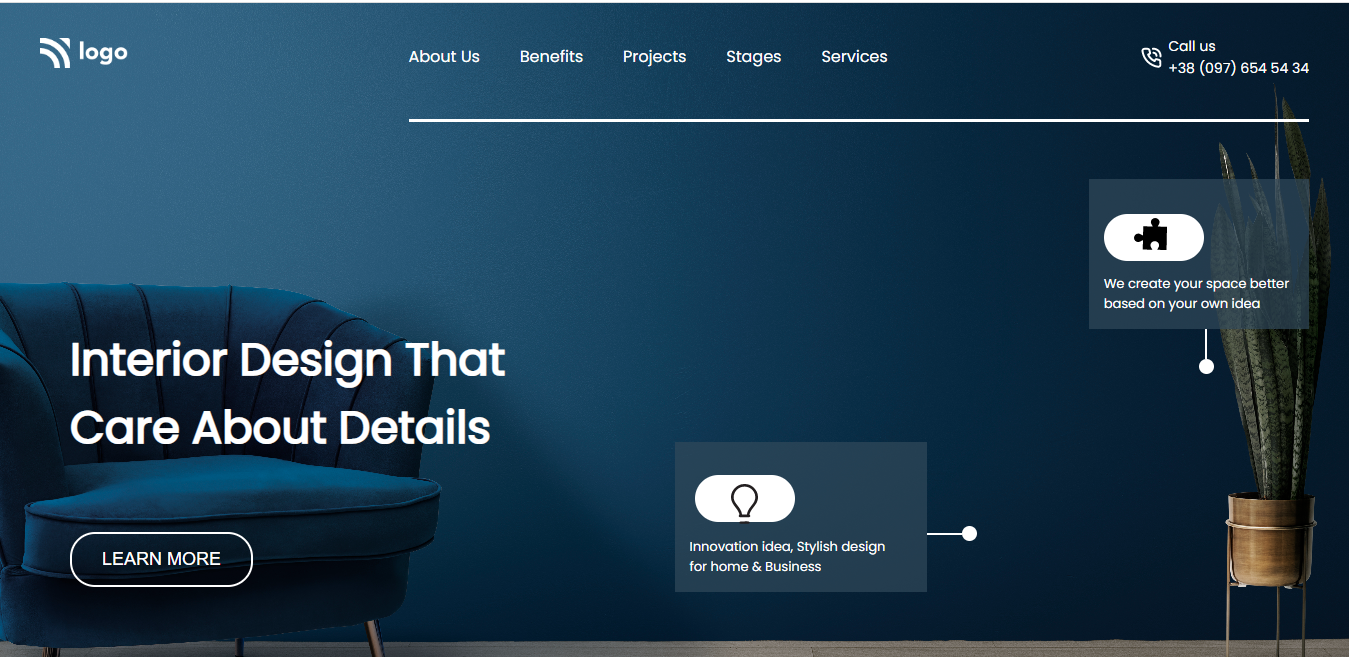 logo
About Us
Benefits
Projects
Stages
Services
Call us
+38 (097) 654 54 34
We create your space better
based on your own idea
Interior Design That
Care About Details
Innovation idea, Stylish design
for home & Business
LEARN MORE